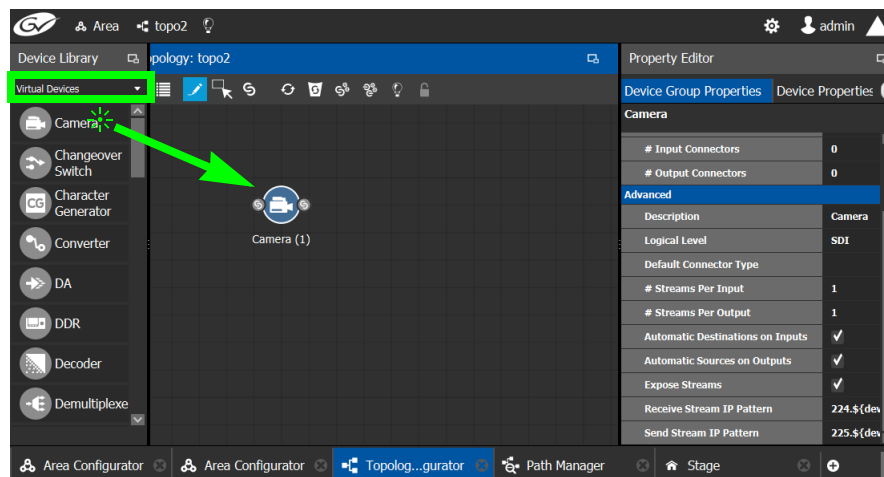 GV Area topo2 admin
Device Library
opology: topo2
Property Editor
Virtual Devices
Device Group Properties Device Properties
Camera
Camera
Changeover
Switch
Character
Generator
CG
Converter
DA
DDR
Decoder
Demultiplexe
Camera (1)
# Input Connectors 0
# Output Connectors 0
Advanced
Description Camera
Logical Level SDI
Default Connector Type
# Streams Per Input 1
# Streams Per Output 1
Automatic Destinations on Inputs
Automatic Sources on Outputs
Expose Streams
Receive Stream IP Pattern 224.${dev
Send Stream IP Pattern 225.${dev
Area Configurator Area Configurator Topolog...gurator Path Manager Stage